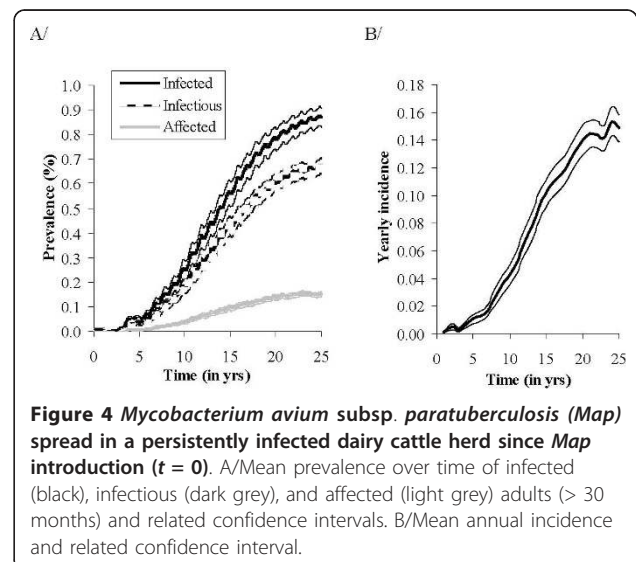 A/
B/
Infected
Infectious
Affected
Prevalence (%)
1.0
0.9
0.8
0.7
0.6
0.5
0.4
0.3
0.2
0.1
0.0
0 5 10 15 20 25
Time (in yrs)
Yearly incidence
0.18
0.16
0.14
0.12
0.10
0.08
0.06
0.04
0.02
0.00
0 5 10 15 20 25
Time (in yrs)
Figure 4 Mycobacterium avium subsp. paratuberculosis (Map)
spread in a persistently infected dairy cattle herd since Map
introduction (t = 0). A/Mean prevalence over time of infected
(black), infectious (dark grey), and affected (light grey) adults (> 30
months) and related confidence intervals. B/Mean annual incidence
and related confidence interval.